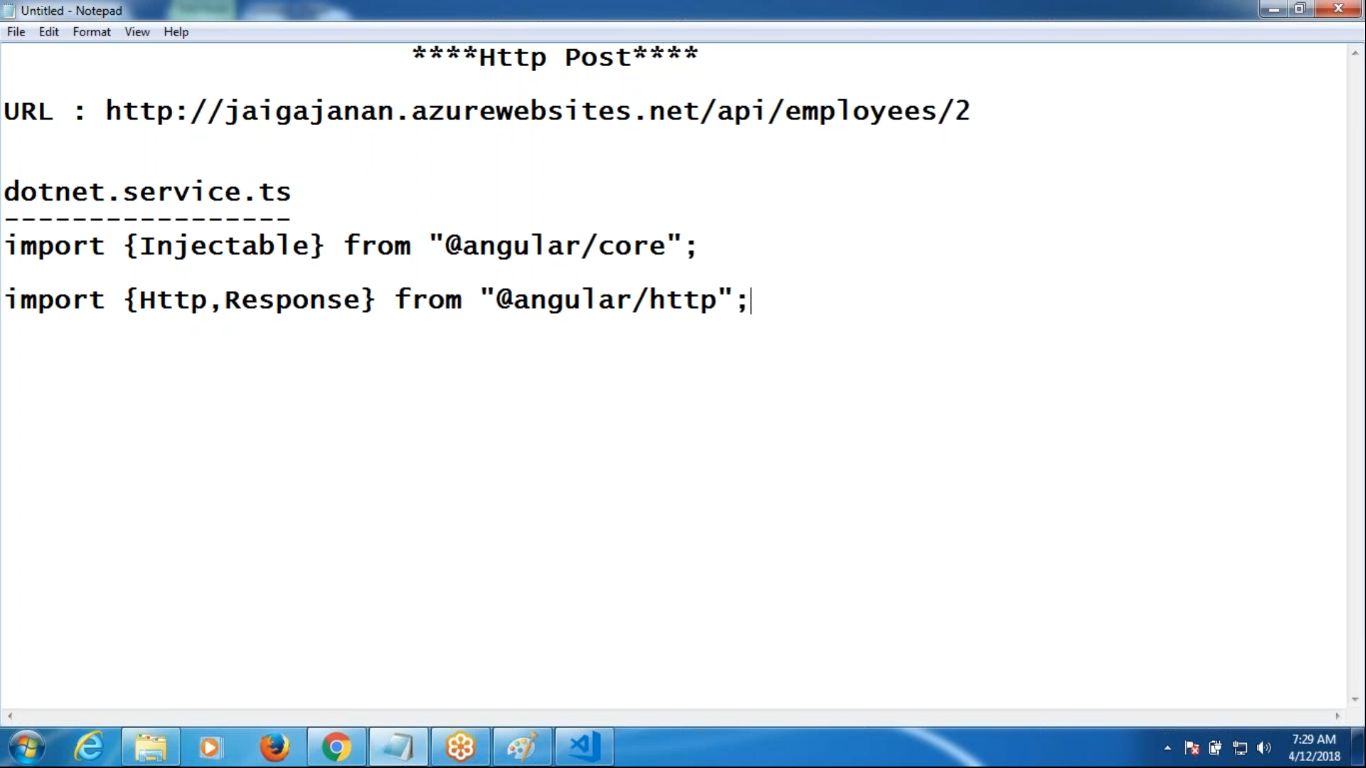 Untitled - Notepad
File Edit Format View Help
****Http Post****
URL : http://jaigajanan.azurewebsites.net/api/employees/2
dotnet.service.ts
-----------------
import {Injectable} from "@angular/core";
import {Http,Response} from "@angular/http";
7:29 AM
4/12/2018